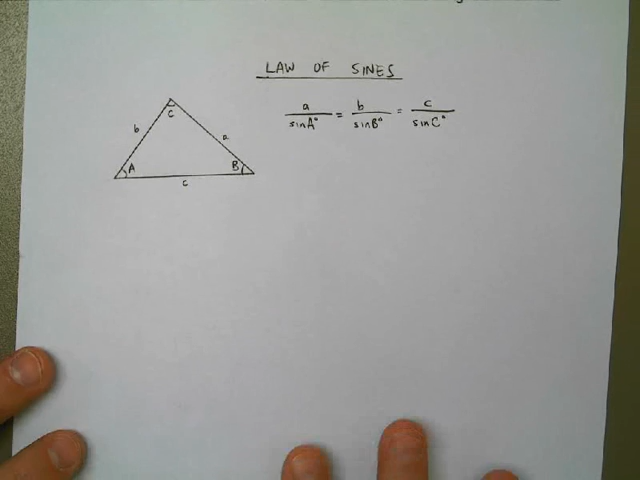 LAW OF SINES
a/sinA° = b/sinB° = c/sinC°
C
b
a
A
B
c